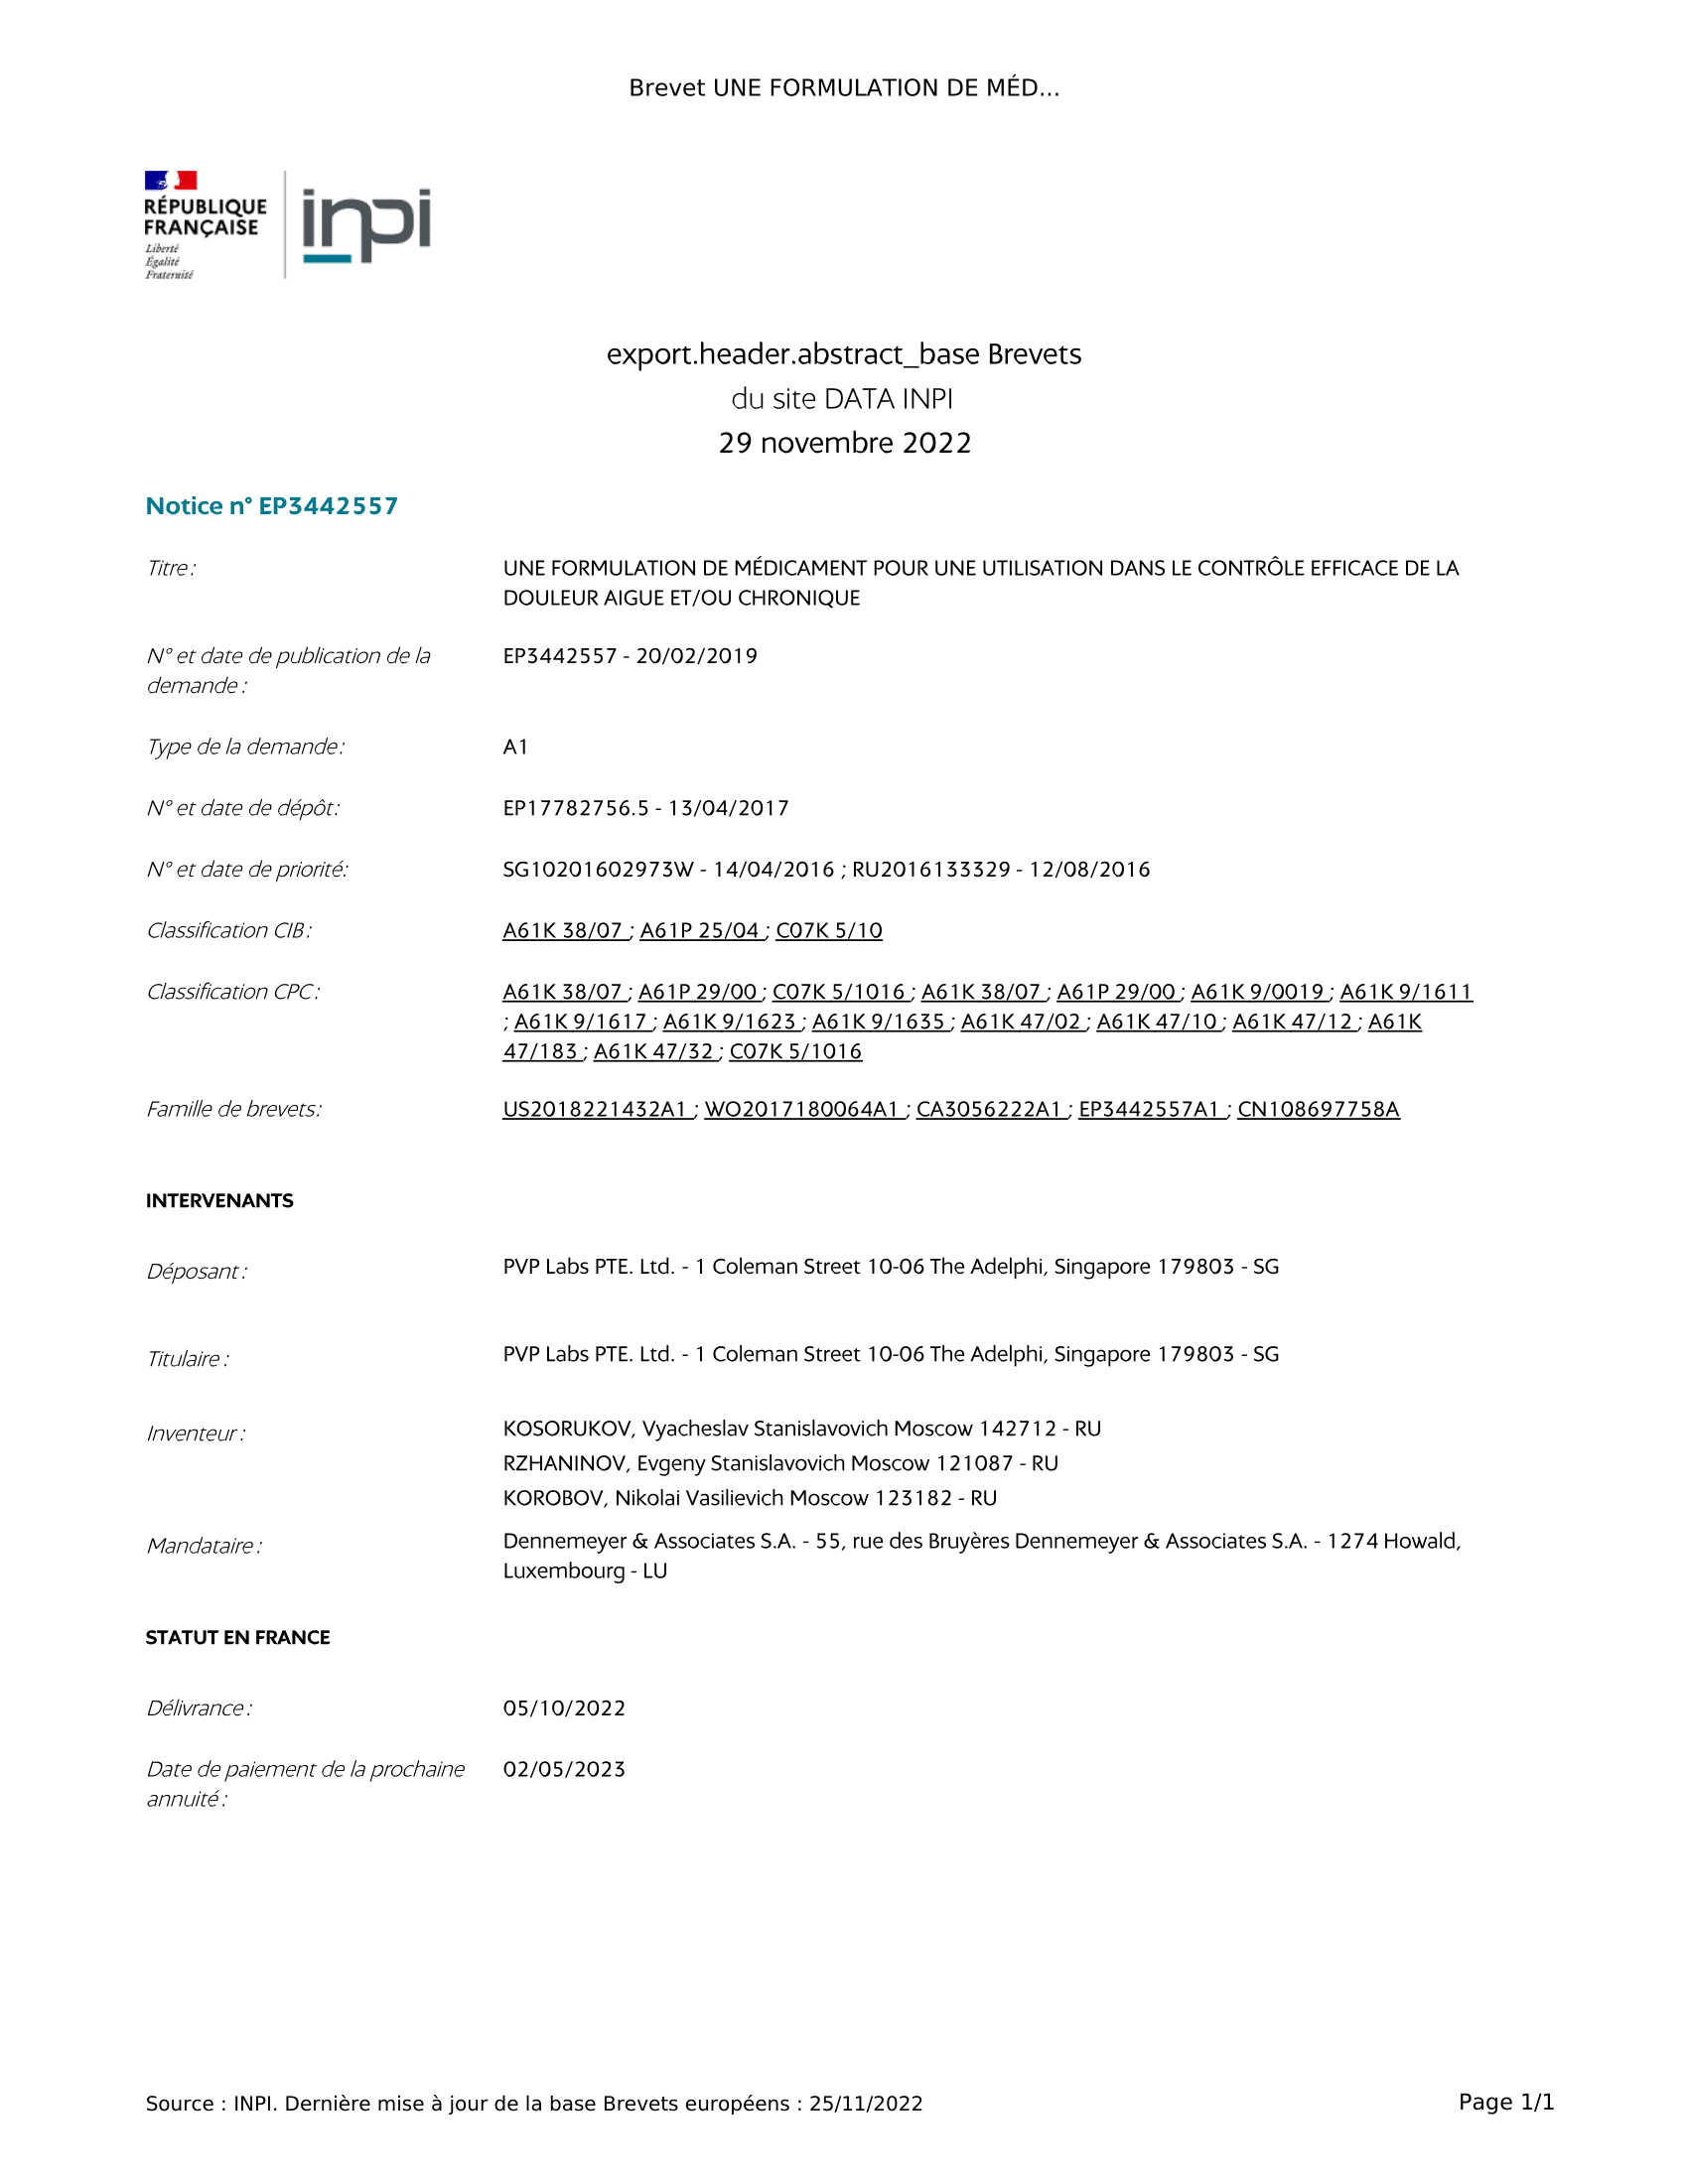 Brevet UNE FORMULATION DE MÉD...
RÉPUBLIQUE
FRANÇAISE
Liberté
Égalité
Fraternité
inpi
export.header.abstract_base Brevets
du site DATA INPI
29 novembre 2022
Notice n° EP3442557
Titre : UNE FORMULATION DE MÉDICAMENT POUR UNE UTILISATION DANS LE CONTRÔLE EFFICACE DE LA
DOULEUR AIGUE ET/OU CHRONIQUE
N° et date de publication de la EP3442557 - 20/02/2019
demande :
Type de la demande : A1
N° et date de dépôt : EP17782756.5 - 13/04/2017
N° et date de priorité: SG10201602973W - 14/04/2016 ; RU2016133329 - 12/08/2016
Classification CIB : A61K 38/07 ; A61P 25/04 ; C07K 5/10
Classification CPC : A61K 38/07 ; A61P 29/00 ; C07K 5/1016 ; A61K 38/07 ; A61P 29/00 ; A61K 9/0019 ; A61K 9/1611
; A61K 9/1617 ; A61K 9/1623 ; A61K 9/1635 ; A61K 47/02 ; A61K 47/10 ; A61K 47/12 ; A61K
47/183 ; A61K 47/32 ; C07K 5/1016
Famille de brevets : US2018221432A1 ; WO2017180064A1 ; CA3056222A1 ; EP3442557A1 ; CN108697758A
INTERVENANTS
Déposant : PVP Labs PTE. Ltd. - 1 Coleman Street 10-06 The Adelphi, Singapore 179803 - SG
Titulaire : PVP Labs PTE. Ltd. - 1 Coleman Street 10-06 The Adelphi, Singapore 179803 - SG
Inventeur : KOSORUKOV, Vyacheslav Stanislavovich Moscow 142712 - RU
RZHANINOV, Evgeny Stanislavovich Moscow 121087 - RU
KOROBOV, Nikolai Vasilievich Moscow 123182 - RU
Mandataire : Dennemeyer & Associates S.A. - 55, rue des Bruyères Dennemeyer & Associates S.A. - 1274 Howald,
Luxembourg - LU
STATUT EN FRANCE
Délivrance : 05/10/2022
Date de paiement de la prochaine 02/05/2023
annuité :
Source : INPI. Dernière mise à jour de la base Brevets européens : 25/11/2022
Page 1/1